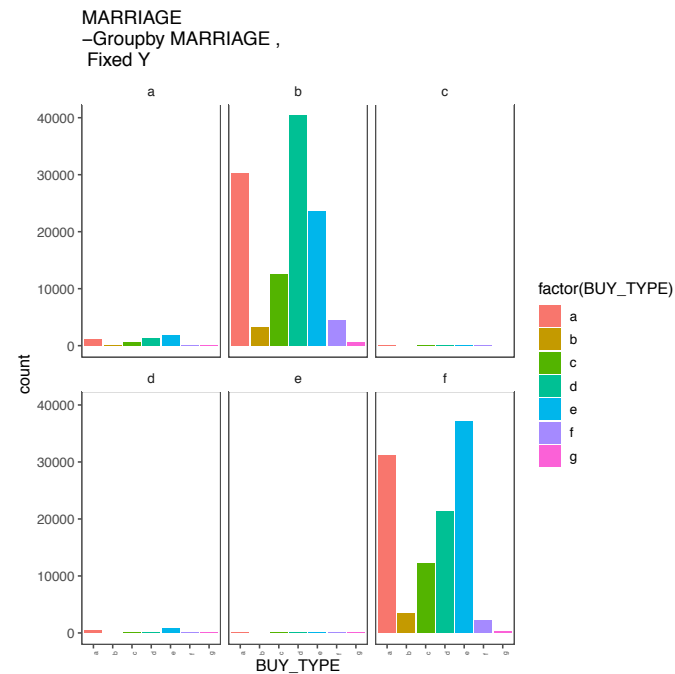 MARRIAGE
−Groupby MARRIAGE ,
Fixed Y
a
b
c
40000
30000
20000
10000
0
d
e
f
40000
30000
20000
10000
0
count
a b c d e f g
a b c d e f g
a b c d e f g
BUY_TYPE
factor(BUY_TYPE)
a
b
c
d
e
f
g